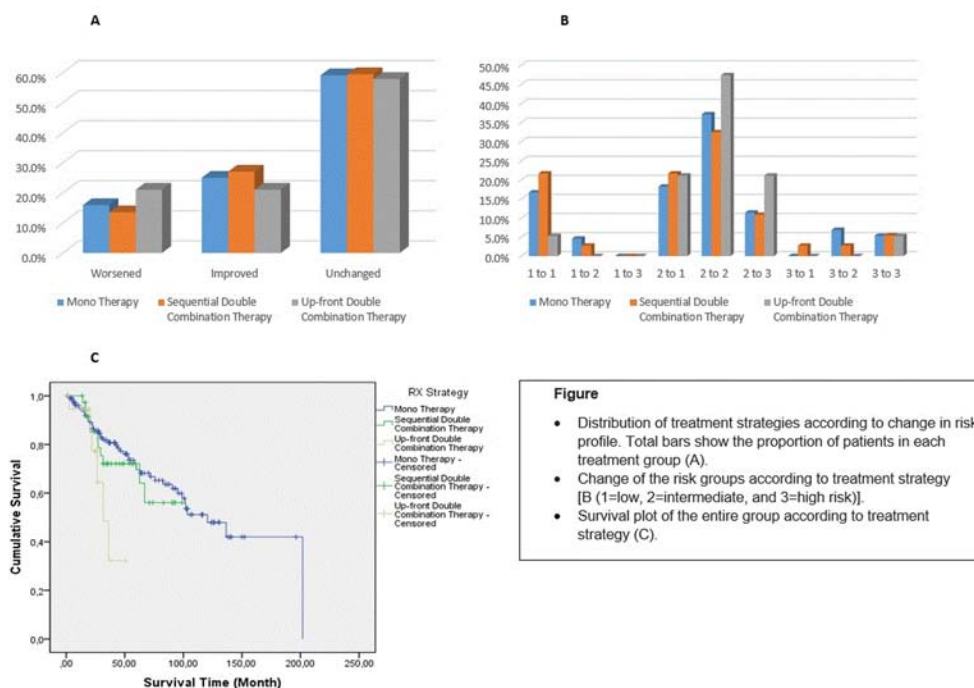 A
60.0%
50.0%
40.0%
30.0%
20.0%
10.0%
0.0%
Worsened Improved Unchanged
Mono Therapy Sequential Double Combination Therapy Up-front Double Combination Therapy
B
50.0%
45.0%
40.0%
35.0%
30.0%
25.0%
20.0%
15.0%
10.0%
5.0%
0.0%
1 to 1 1 to 2 1 to 3 2 to 1 2 to 2 2 to 3 3 to 1 3 to 2 3 to 3
Mono Therapy Sequential Double Combination Therapy Up-front Double Combination Therapy
C
Cumulative Survival
1,0
0,8
0,6
0,4
0,2
0,0
,00 50,00 100,00 150,00 200,00 250,00
Survival Time (Month)
RX Strategy
Mono Therapy
Sequential Double
Combination Therapy
Up-front Double
Combination Therapy
Mono Therapy -
Censored
Sequential Double
Combination Therapy -
Censored
Up-front Double
Combination Therapy -
Censored
Figure
• Distribution of treatment strategies according to change in risk
profile. Total bars show the proportion of patients in each
treatment group (A).
• Change of the risk groups according to treatment strategy
[B (1=low, 2=intermediate, and 3=high risk)].
• Survival plot of the entire group according to treatment
strategy (C).